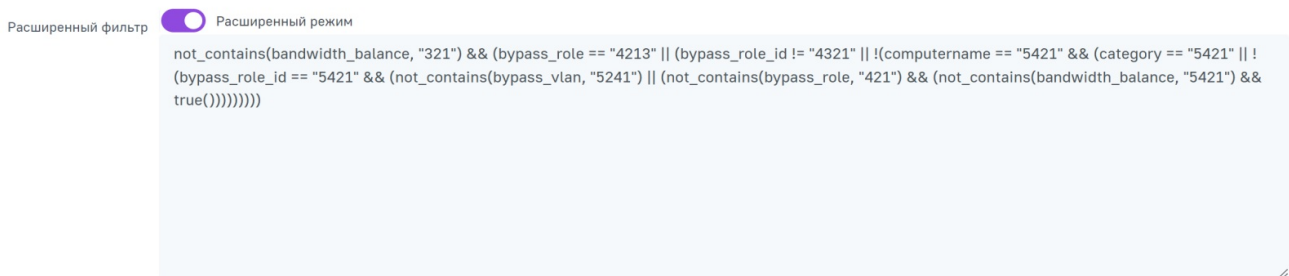 Расширенный фильтр
Расширенный режим
not_contains(bandwidth_balance, "321") && (bypass_role == "4213" || (bypass_role_id != "4321" || !(computername == "5421" && (category == "5421" || !
(bypass_role_id == "5421" && (not_contains(bypass_vlan, "5241") || (not_contains(bypass_role, "421") && (not_contains(bandwidth_balance, "5421") &&
true()))))))))